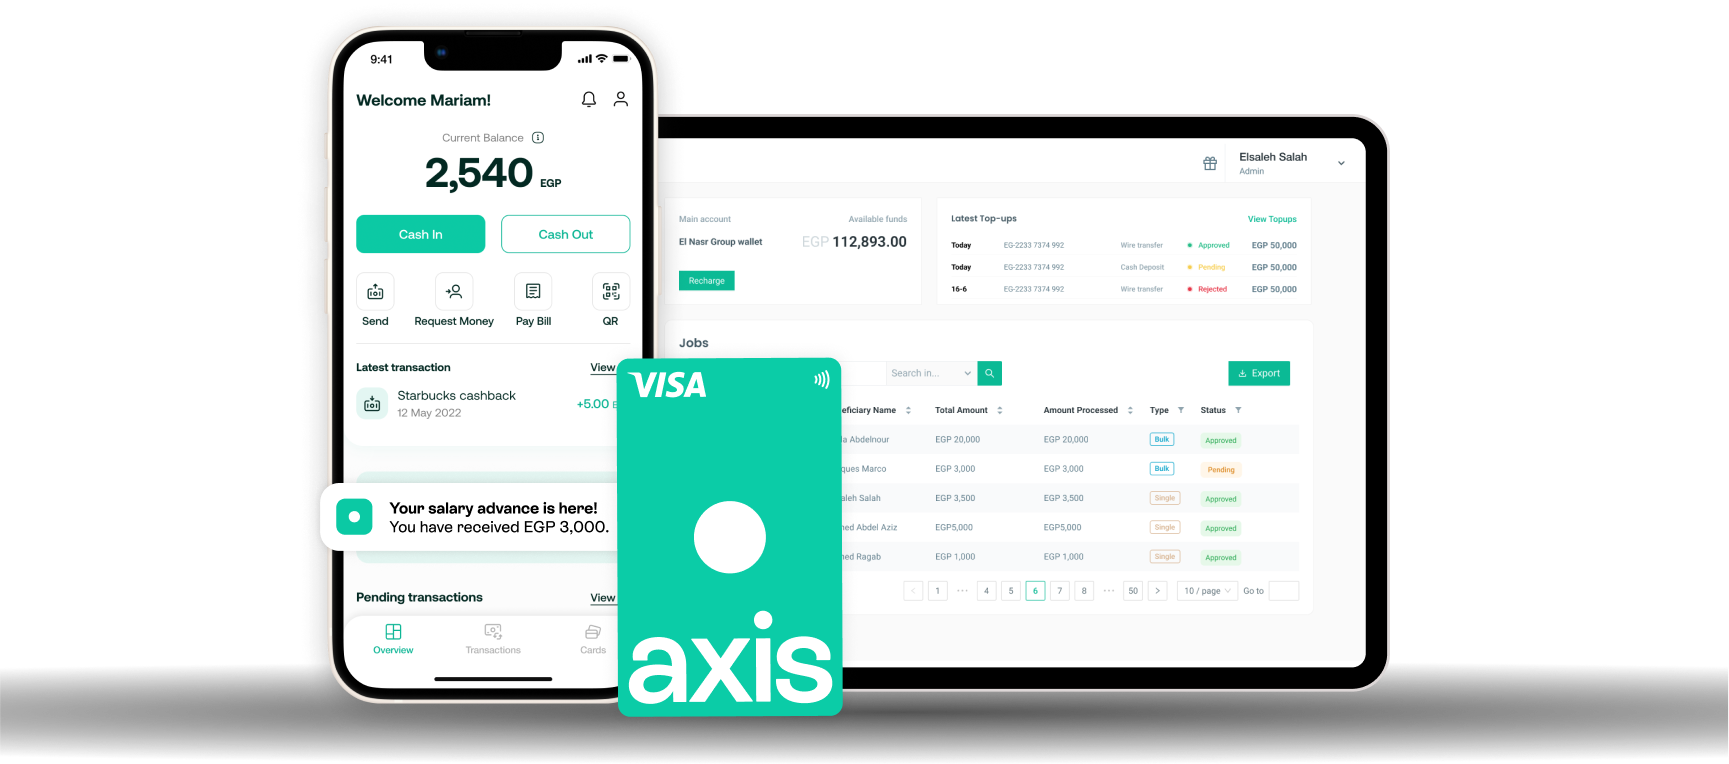 9:41
Welcome Mariam!
Current Balance
2,540 EGP
Cash In
Cash Out
Send
Request Money
Pay Bill
QR
Latest transaction
View
Starbucks cashback
12 May 2022
+5.00
Your salary advance is here!
You have received EGP 3,000.
Pending transactions
View
Overview
Transactions
Cards
VISA
axis
Elsaleh Salah
Admin
Main account
Available funds
El Nasr Group wallet
EGP 112,893.00
Recharge
Latest Top-ups
View Topups
Today EG-2233 7374 992 Wire transfer Approved EGP 50,000
Today EG-2233 7374 992 Cash Deposit Pending EGP 50,000
16-6 EG-2233 7374 992 Wire transfer Rejected EGP 50,000
Jobs
Search in...
Export
eficiary Name Total Amount Amount Processed Type Status
la Abdelnour EGP 20,000 EGP 20,000 Bulk Approved
ques Marco EGP 3,000 EGP 3,000 Bulk Pending
aleh Salah EGP 3,500 EGP 3,500 Single Approved
ned Abdel Aziz EGP5,000 EGP5,000 Single Approved
ned Ragab EGP 1,000 EGP 1,000 Single Approved
< 1 ··· 4 5 6 7 8 ··· 50 > 10 / page Go to